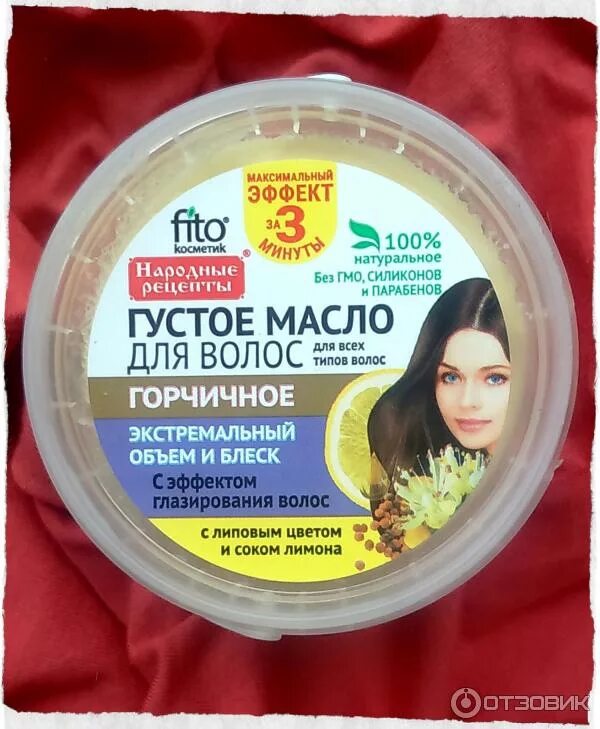 МАКСИМАЛЬНЫЙ
ЭФФЕКТ
ЗА
3
МИНУТЫ
fito®
косметик
Народные
рецепты®
100%
натуральное
Без ГМО, СИЛИКОНОВ
и ПАРАБЕНОВ
ГУСТОЕ МАСЛО
ДЛЯ ВОЛОС
для всех
типов волос
ГОРЧИЧНОЕ
ЭКСТРЕМАЛЬНЫЙ
ОБЪЕМ И БЛЕСК
С эффектом
глазирования волос
с липовым цветом
и соком лимона
ОТЗОВИК